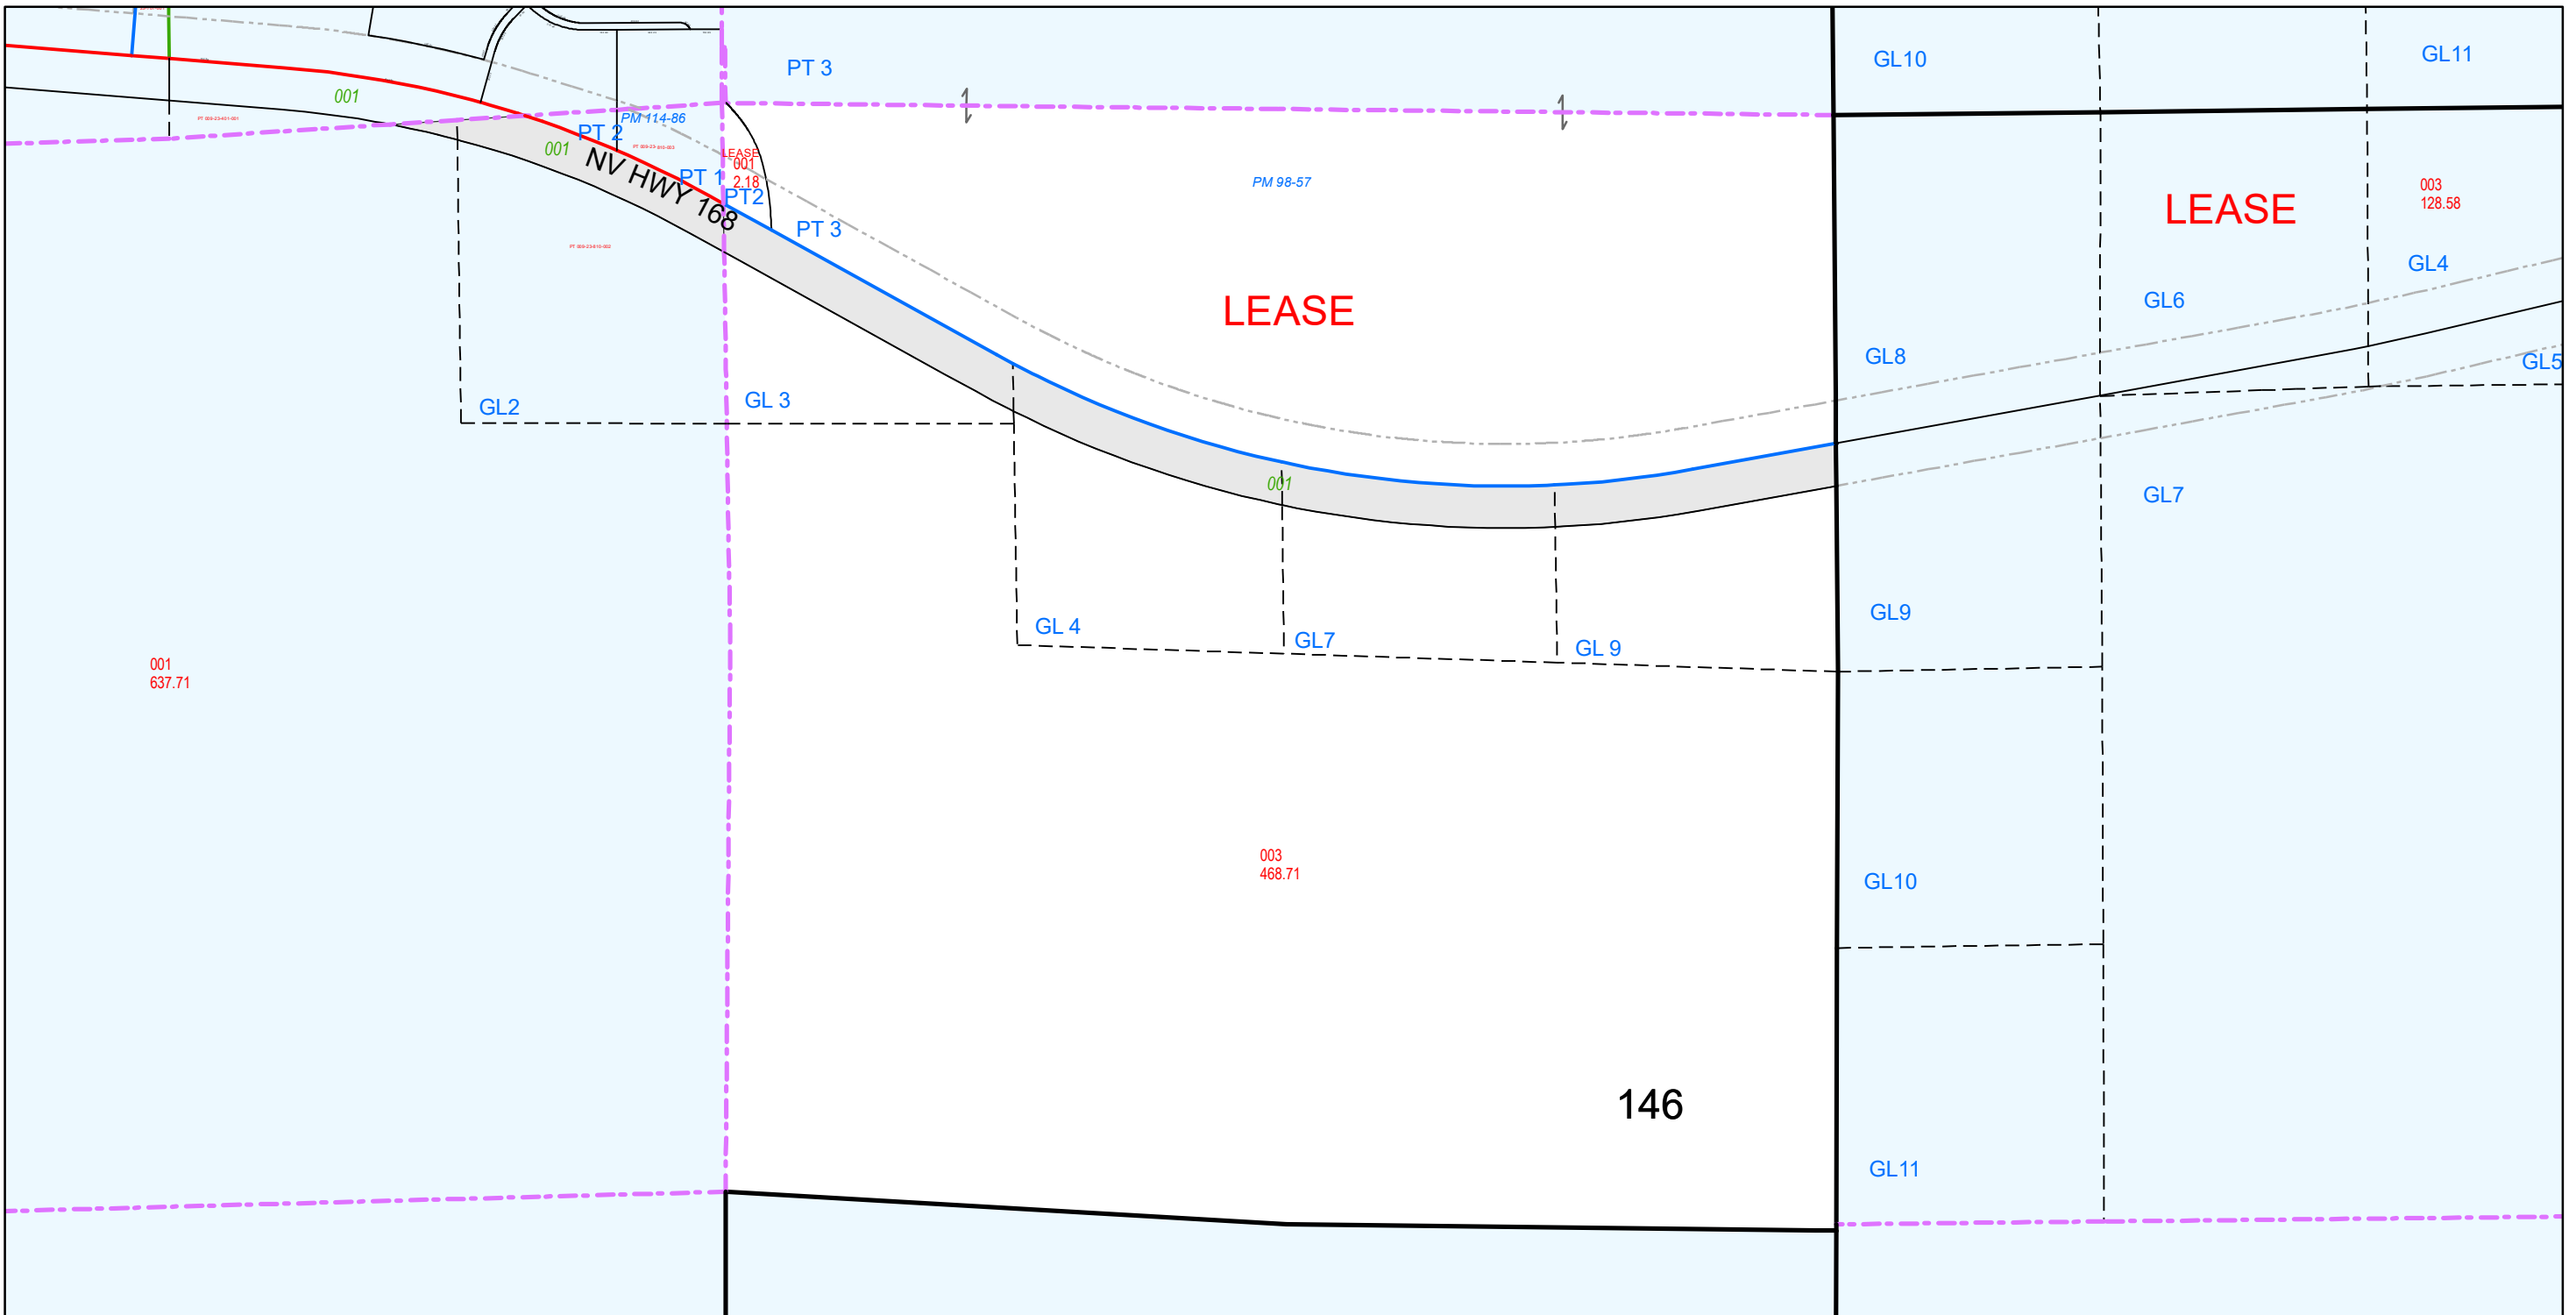 PT 3
GL10
GL11
001
PM 114-86
PT 2
001
NV HWY 168
PT 1
LEASE
001
2.18
PT2
PT 3
PM 98-57
LEASE
003
128.58
GL4
GL6
LEASE
GL8
GL5
GL2
GL 3
001
GL7
GL9
GL 4
GL7
GL 9
001
637.71
003
468.71
GL10
146
GL11